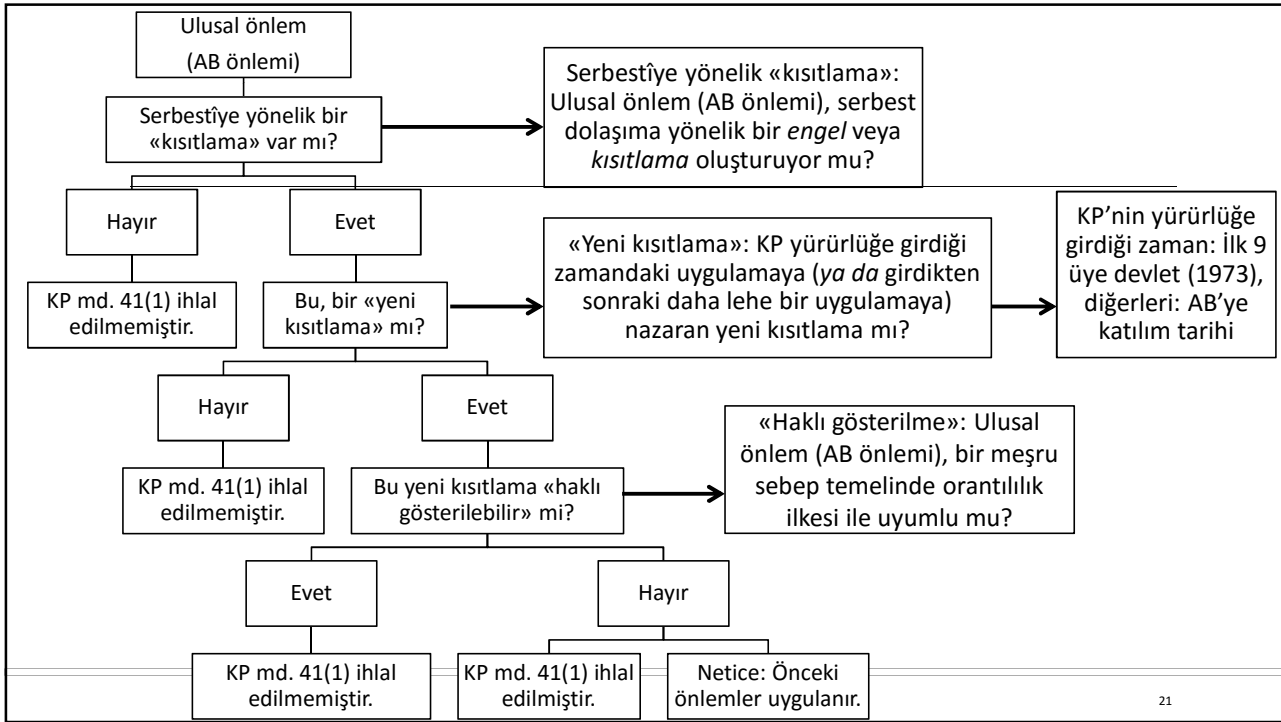 Ulusal önlem
(AB önlemi)
Serbestîye yönelik bir
«kısıtlama» var mı?
Serbestîye yönelik «kısıtlama»:
Ulusal önlem (AB önlemi), serbest
dolaşıma yönelik bir engel veya
kısıtlama oluşturuyor mu?
Hayır
Evet
KP md. 41(1) ihlal
edilmemiştir.
Bu, bir «yeni
kısıtlama» mı?
«Yeni kısıtlama»: KP yürürlüğe girdiği
zamandaki uygulamaya (ya da girdikten
sonraki daha lehe bir uygulamaya)
nazaran yeni kısıtlama mı?
KP’nin yürürlüğe
girdiği zaman: İlk 9
üye devlet (1973),
diğerleri: AB’ye
katılım tarihi
Hayır
Evet
KP md. 41(1) ihlal
edilmemiştir.
Bu yeni kısıtlama «haklı
gösterilebilir» mi?
«Haklı gösterilme»: Ulusal
önlem (AB önlemi), bir meşru
sebep temelinde orantılılık
ilkesi ile uyumlu mu?
Evet
Hayır
KP md. 41(1) ihlal
edilmemiştir.
KP md. 41(1) ihlal
edilmiştir.
Netice: Önceki
önlemler uygulanır.
21